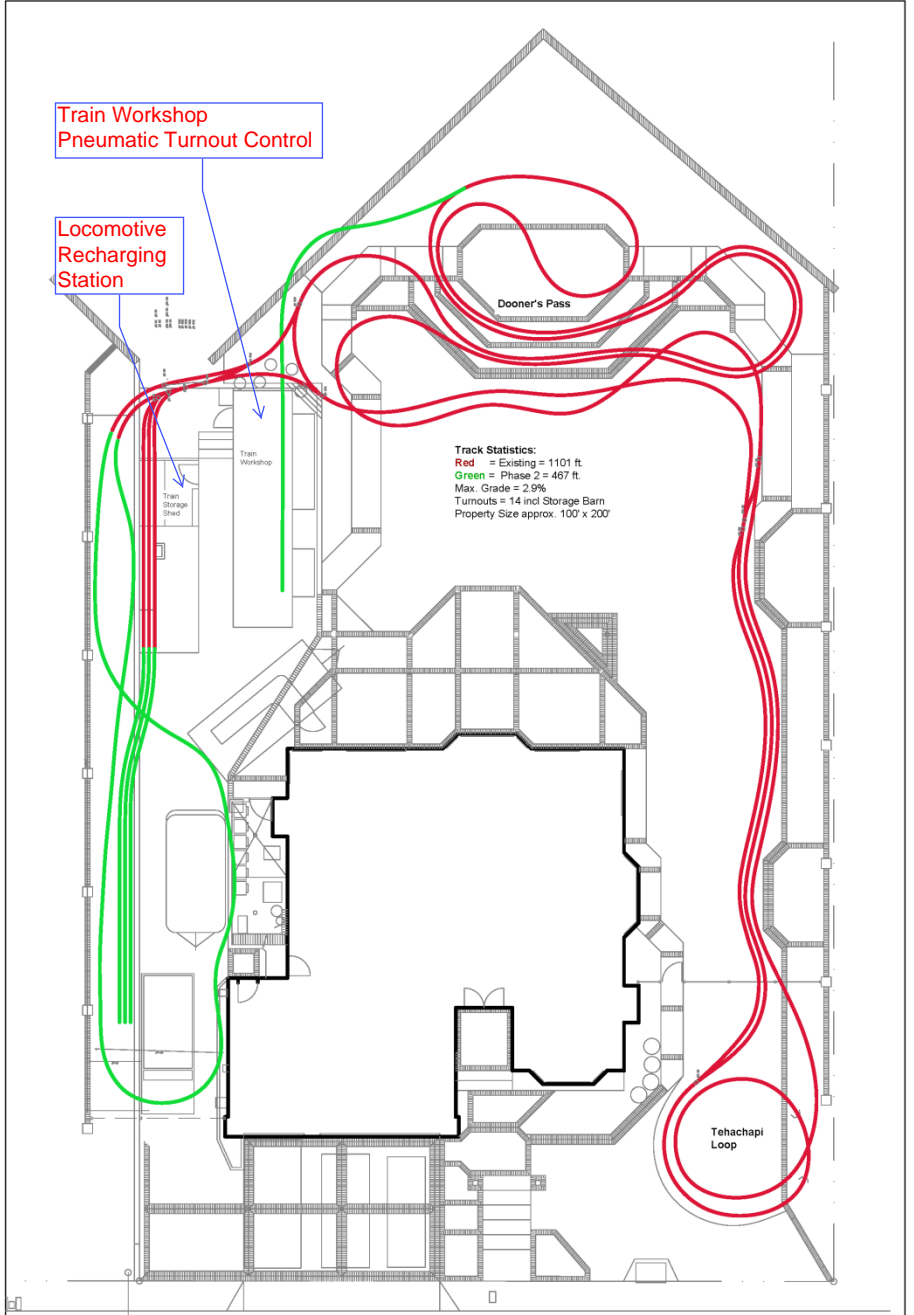 Train Workshop
Pneumatic Turnout Control
Locomotive
Recharging
Station
Dooner's Pass
Track Statistics:
Red = Existing = 1101 ft.
Green = Phase 2 = 467 ft.
Max. Grade = 2.9%
Turnouts = 14 incl Storage Barn
Property Size approx. 100' x 200'
Train
Workshop
Train
Storage
Shed
Tehachapi
Loop